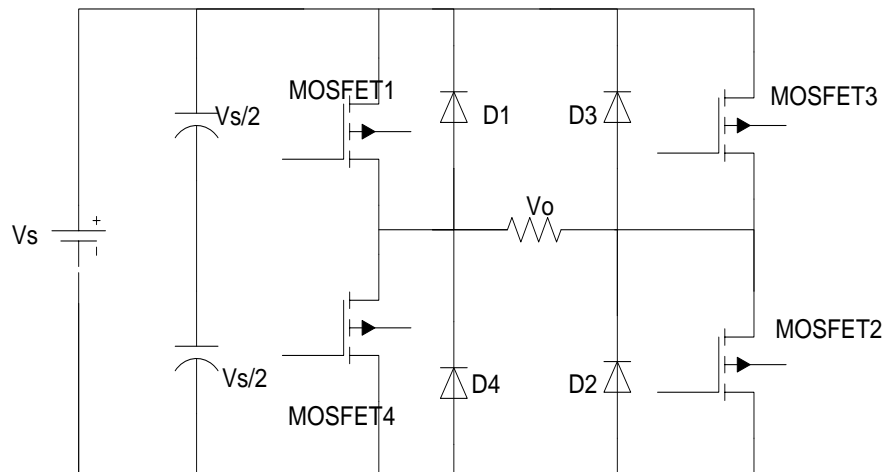 MOSFET1
MOSFET3
Vs/2
D1
D3
Vo
Vs
+
-
MOSFET2
Vs/2
D4
D2
MOSFET4